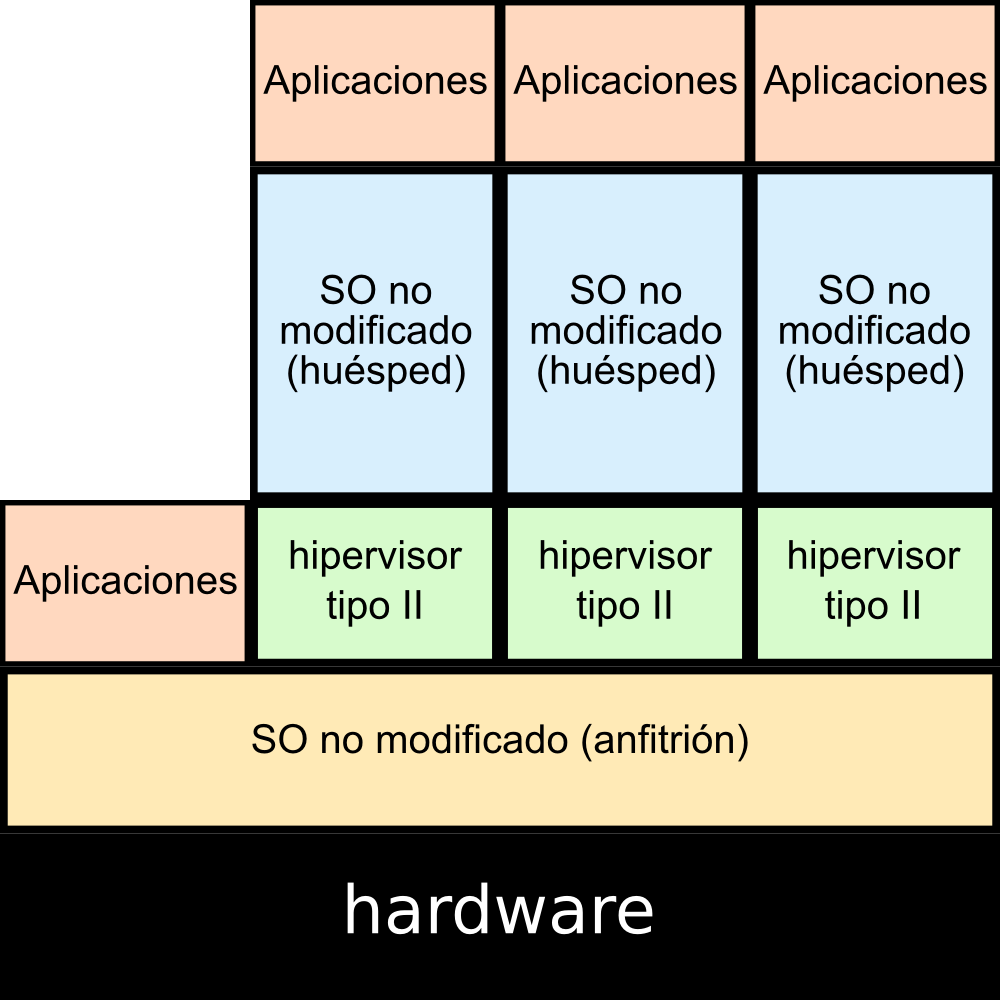 Aplicaciones
Aplicaciones
Aplicaciones
SO no
modificado
(huésped)
SO no
modificado
(huésped)
SO no
modificado
(huésped)
Aplicaciones
hipervisor
tipo II
hipervisor
tipo II
hipervisor
tipo II
SO no modificado (anfitrión)
hardware